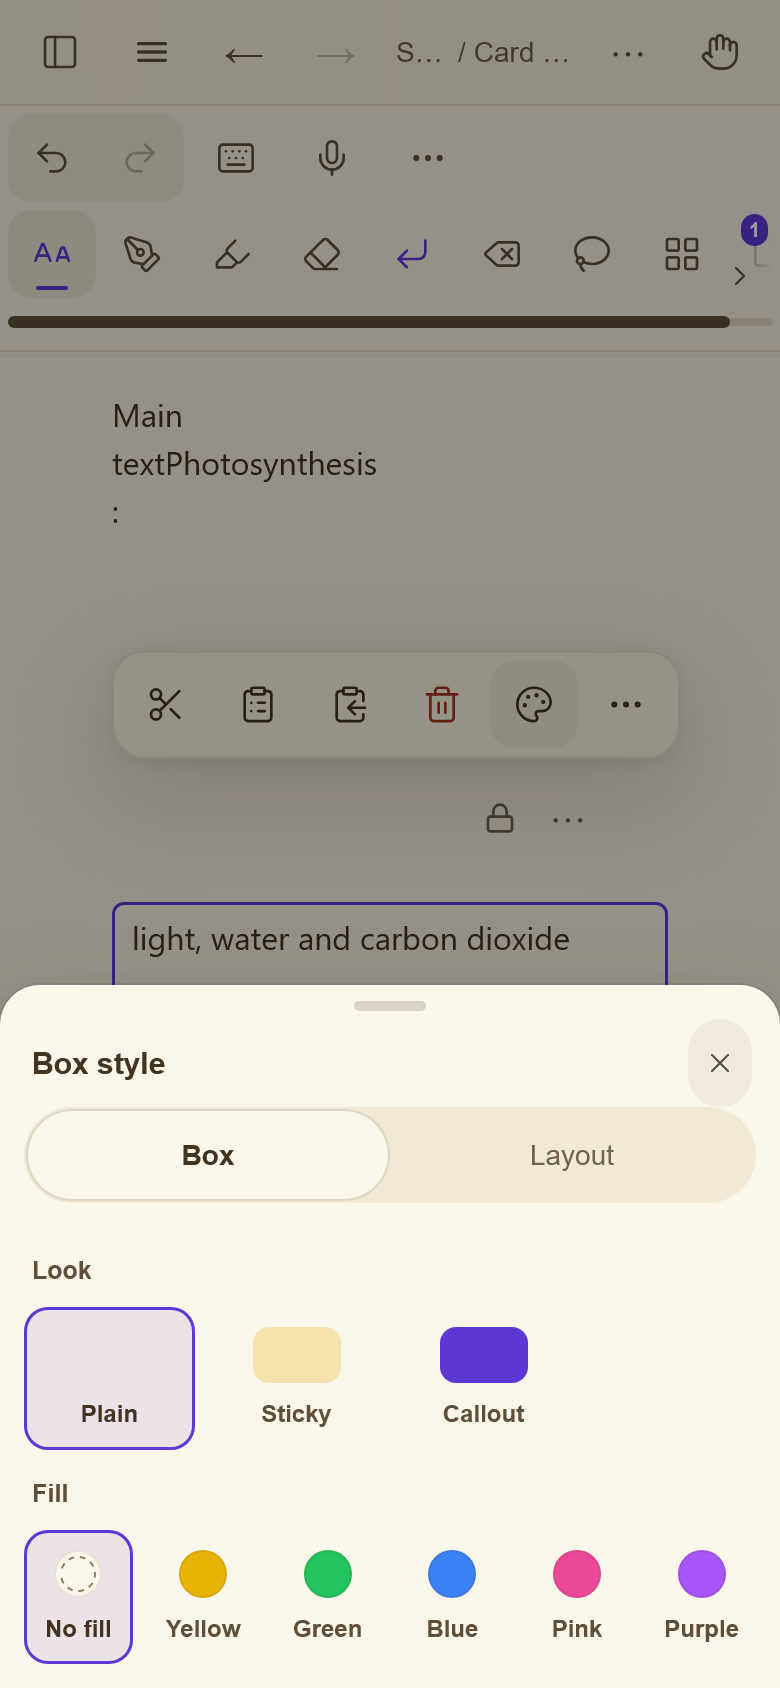 S… / Card …
AA
1
Main
textPhotosynthesis
:
light, water and carbon dioxide
Box style
Box
Layout
Look
Plain
Sticky
Callout
Fill
No fill
Yellow
Green
Blue
Pink
Purple